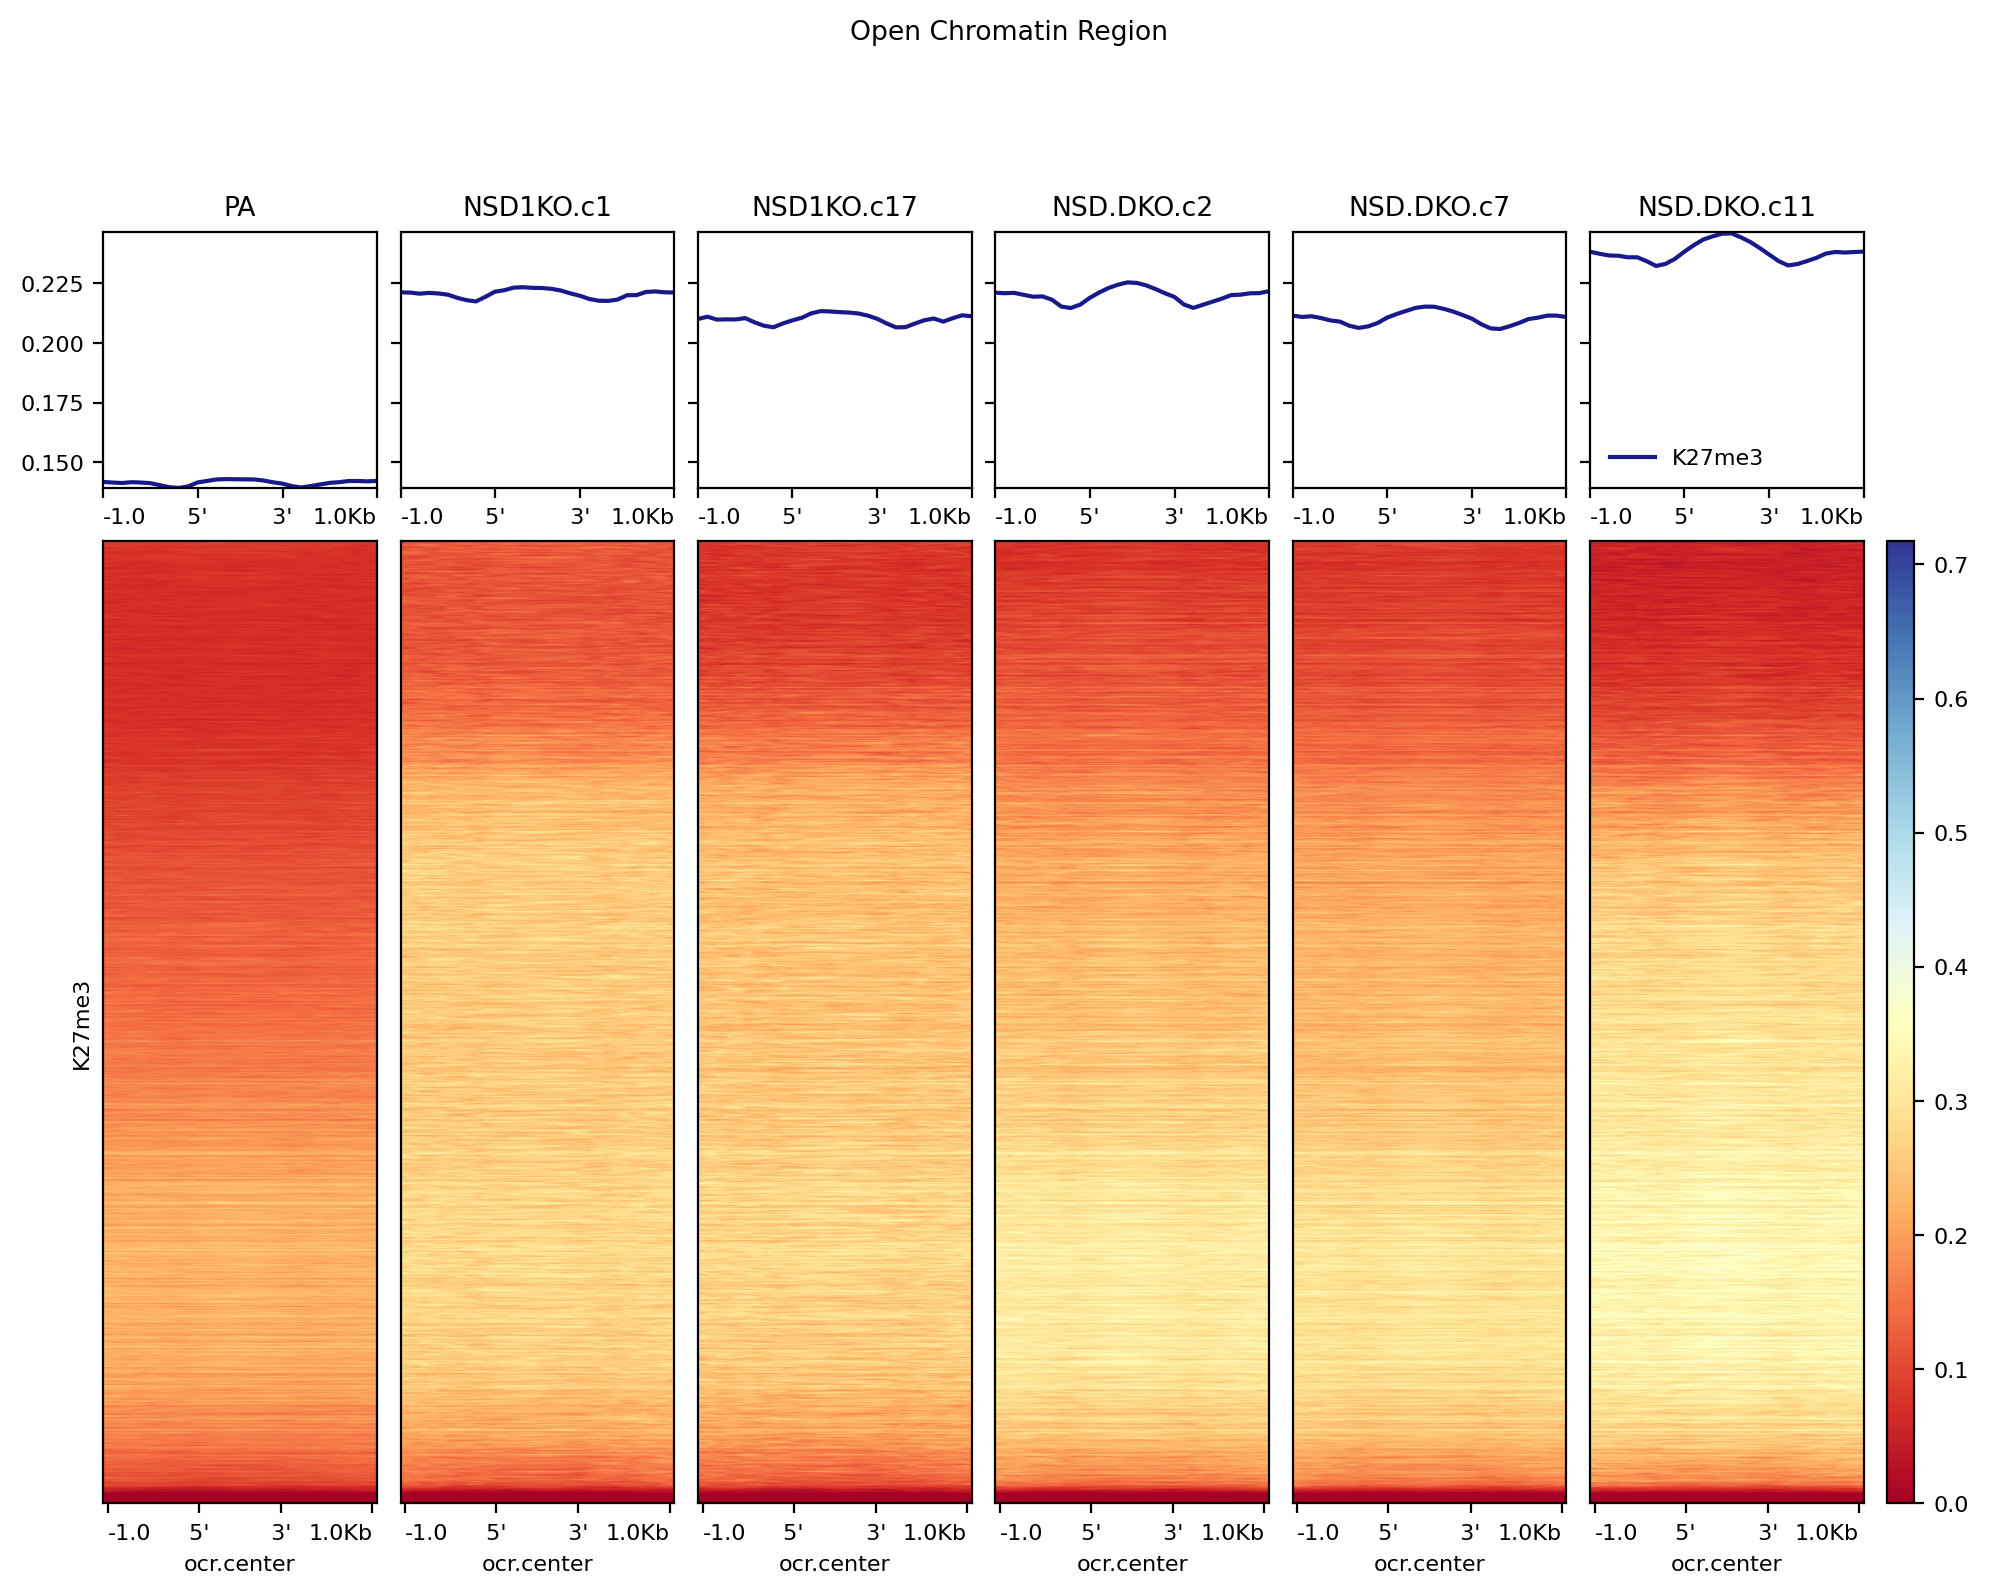 Open Chromatin Region
PA NSD1KO.c1 NSD1KO.c17 NSD.DKO.c2 NSD.DKO.c7 NSD.DKO.c11
0.225
0.200
0.175
0.150
K27me3
-1.0 5' 3' 1.0Kb -1.0 5' 3' 1.0Kb -1.0 5' 3' 1.0Kb -1.0 5' 3' 1.0Kb -1.0 5' 3' 1.0Kb -1.0 5' 3' 1.0Kb
K27me3
0.7
0.6
0.5
0.4
0.3
0.2
0.1
0.0
-1.0 5' 3' 1.0Kb -1.0 5' 3' 1.0Kb -1.0 5' 3' 1.0Kb -1.0 5' 3' 1.0Kb -1.0 5' 3' 1.0Kb -1.0 5' 3' 1.0Kb
ocr.center ocr.center ocr.center ocr.center ocr.center ocr.center